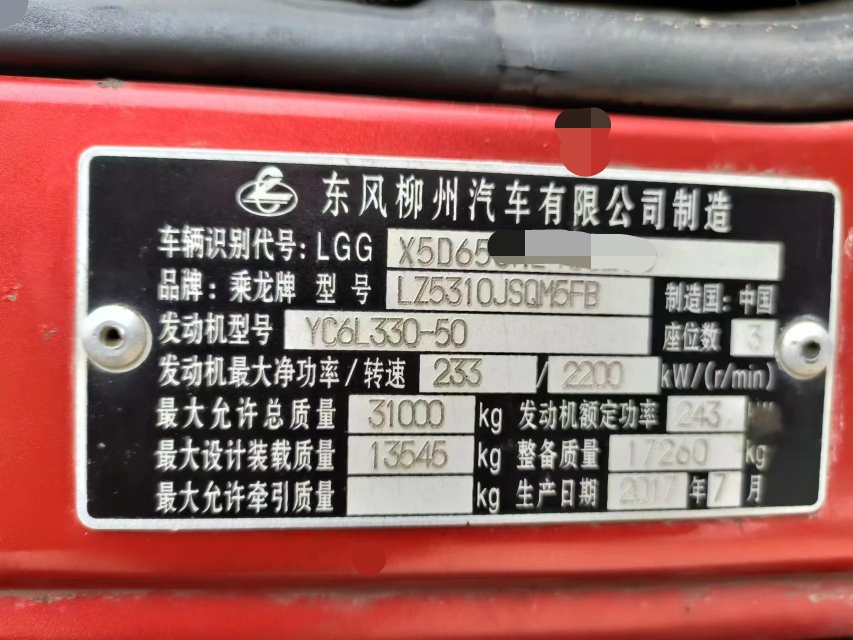 东风柳州汽车有限公司制造
车辆识别代号: LGG X5D65
品牌: 乘龙牌 型号 LZ5310JSQM5FB 制造国: 中国
发动机型号 YC6L330-50 座位数 3
发动机最大净功率/转速 233 / 2200 kW/(r/min)
最大允许总质量 31000 kg 发动机额定功率 243
最大设计装载质量 13545 kg 整备质量 17260 kg
最大允许牵引质量 kg 生产日期 2017 年 7 月